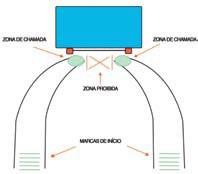 ZONA DE CHAMADA
ZONA DE CHAMADA
ZONA PROIBIDA
MARCAS DE INÍCIO